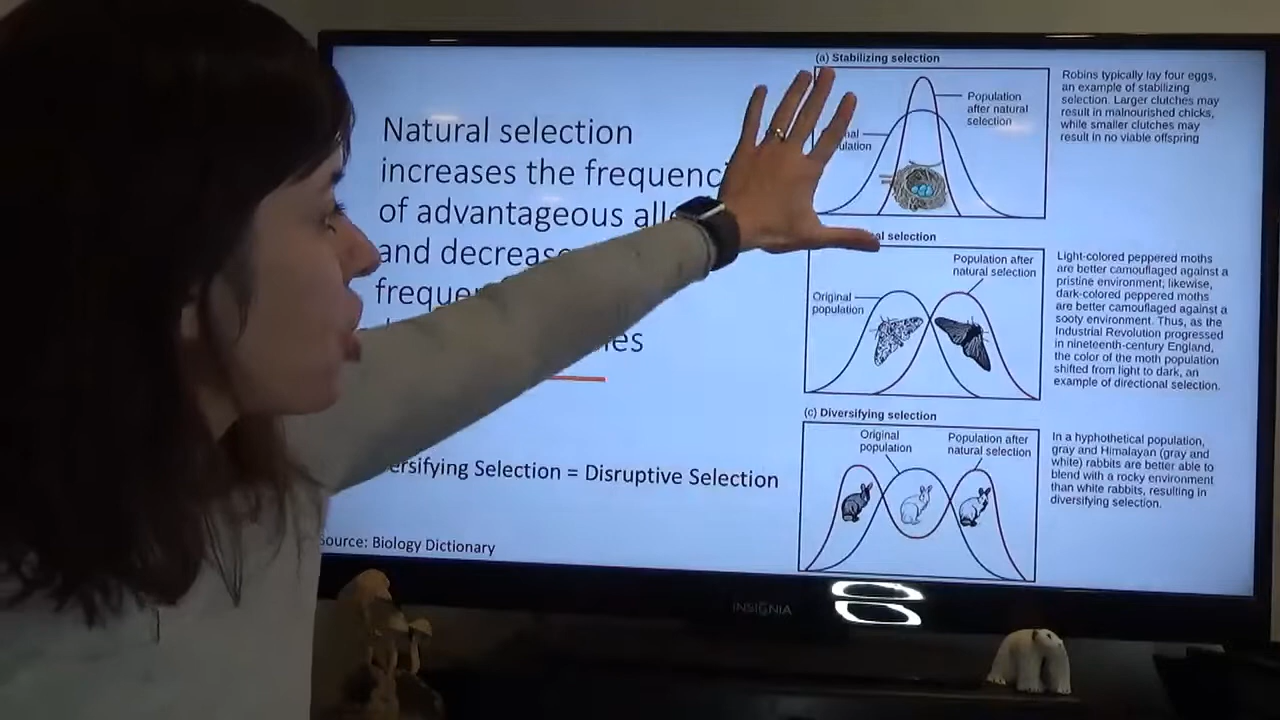 Natural selection
increases the frequenc
of advantageous all
and decreas
freque
es
ersifying Selection = Disruptive Selection
Source: Biology Dictionary
(a) Stabilizing selection
Population
after natural
selection
nal
ulation
Robins typically lay four eggs,
an example of stabilizing
selection. Larger clutches may
result in malnourished chicks,
while smaller clutches may
result in no viable offspring
al selection
Population after
natural selection
Original
population
Light-colored peppered moths
are better camouflaged against a
pristine environment; likewise,
dark-colored peppered moths
are better camouflaged against a
sooty environment. Thus, as the
Industrial Revolution progressed
in nineteenth-century England,
the color of the moth population
shifted from light to dark, an
example of directional selection.
(c) Diversifying selection
Original
population
Population after
natural selection
In a hyphothetical population,
gray and Himalayan (gray and
white) rabbits are better able to
blend with a rocky environment
than white rabbits, resulting in
diversifying selection.
INSIGNIA